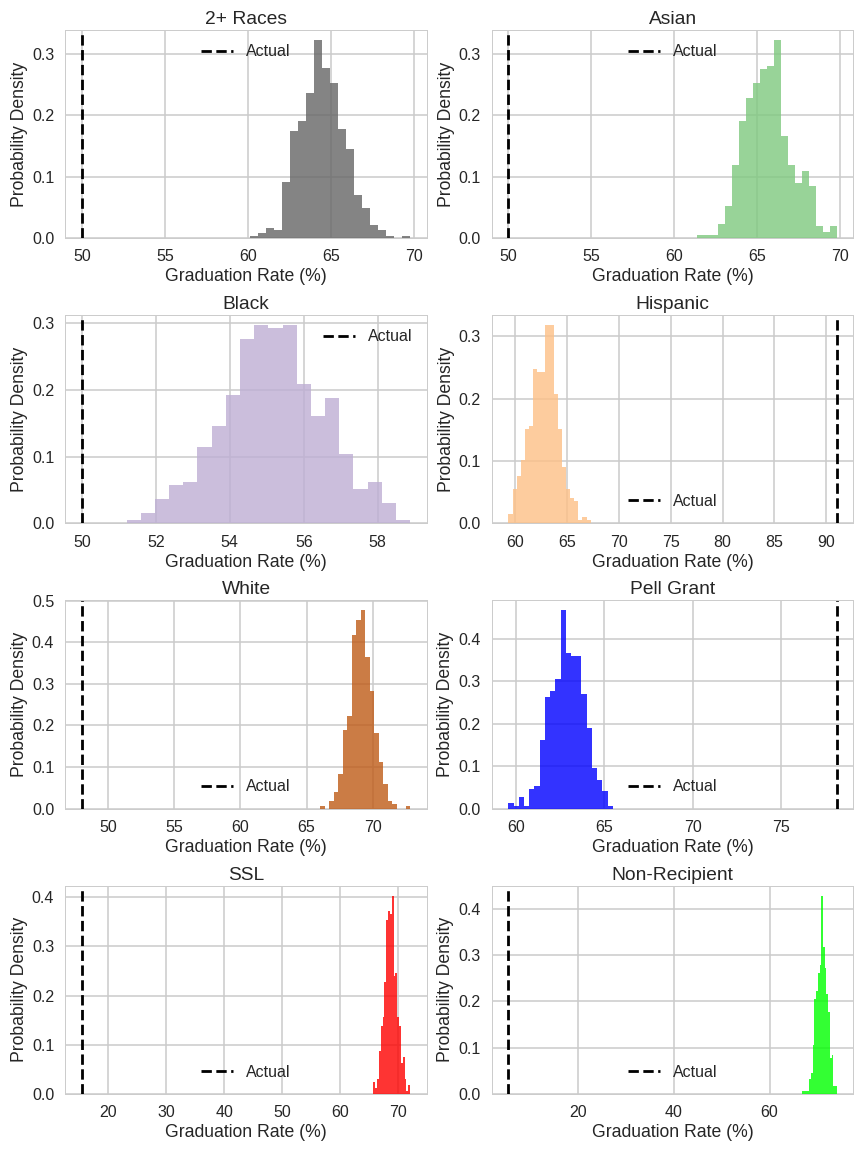 2+ Races
Probability Density
0.3
0.2
0.1
0.0
Actual
50 55 60 65 70
Graduation Rate (%)
Asian
Probability Density
0.3
0.2
0.1
0.0
Actual
50 55 60 65 70
Graduation Rate (%)
Black
Probability Density
0.3
0.2
0.1
0.0
Actual
50 52 54 56 58
Graduation Rate (%)
Hispanic
Probability Density
0.3
0.2
0.1
0.0
Actual
60 65 70 75 80 85 90
Graduation Rate (%)
White
Probability Density
0.5
0.4
0.3
0.2
0.1
0.0
Actual
50 55 60 65 70
Graduation Rate (%)
Pell Grant
Probability Density
0.4
0.3
0.2
0.1
0.0
Actual
60 65 70 75
Graduation Rate (%)
SSL
Probability Density
0.4
0.3
0.2
0.1
0.0
Actual
20 30 40 50 60 70
Graduation Rate (%)
Non-Recipient
Probability Density
0.4
0.3
0.2
0.1
0.0
Actual
20 40 60
Graduation Rate (%)